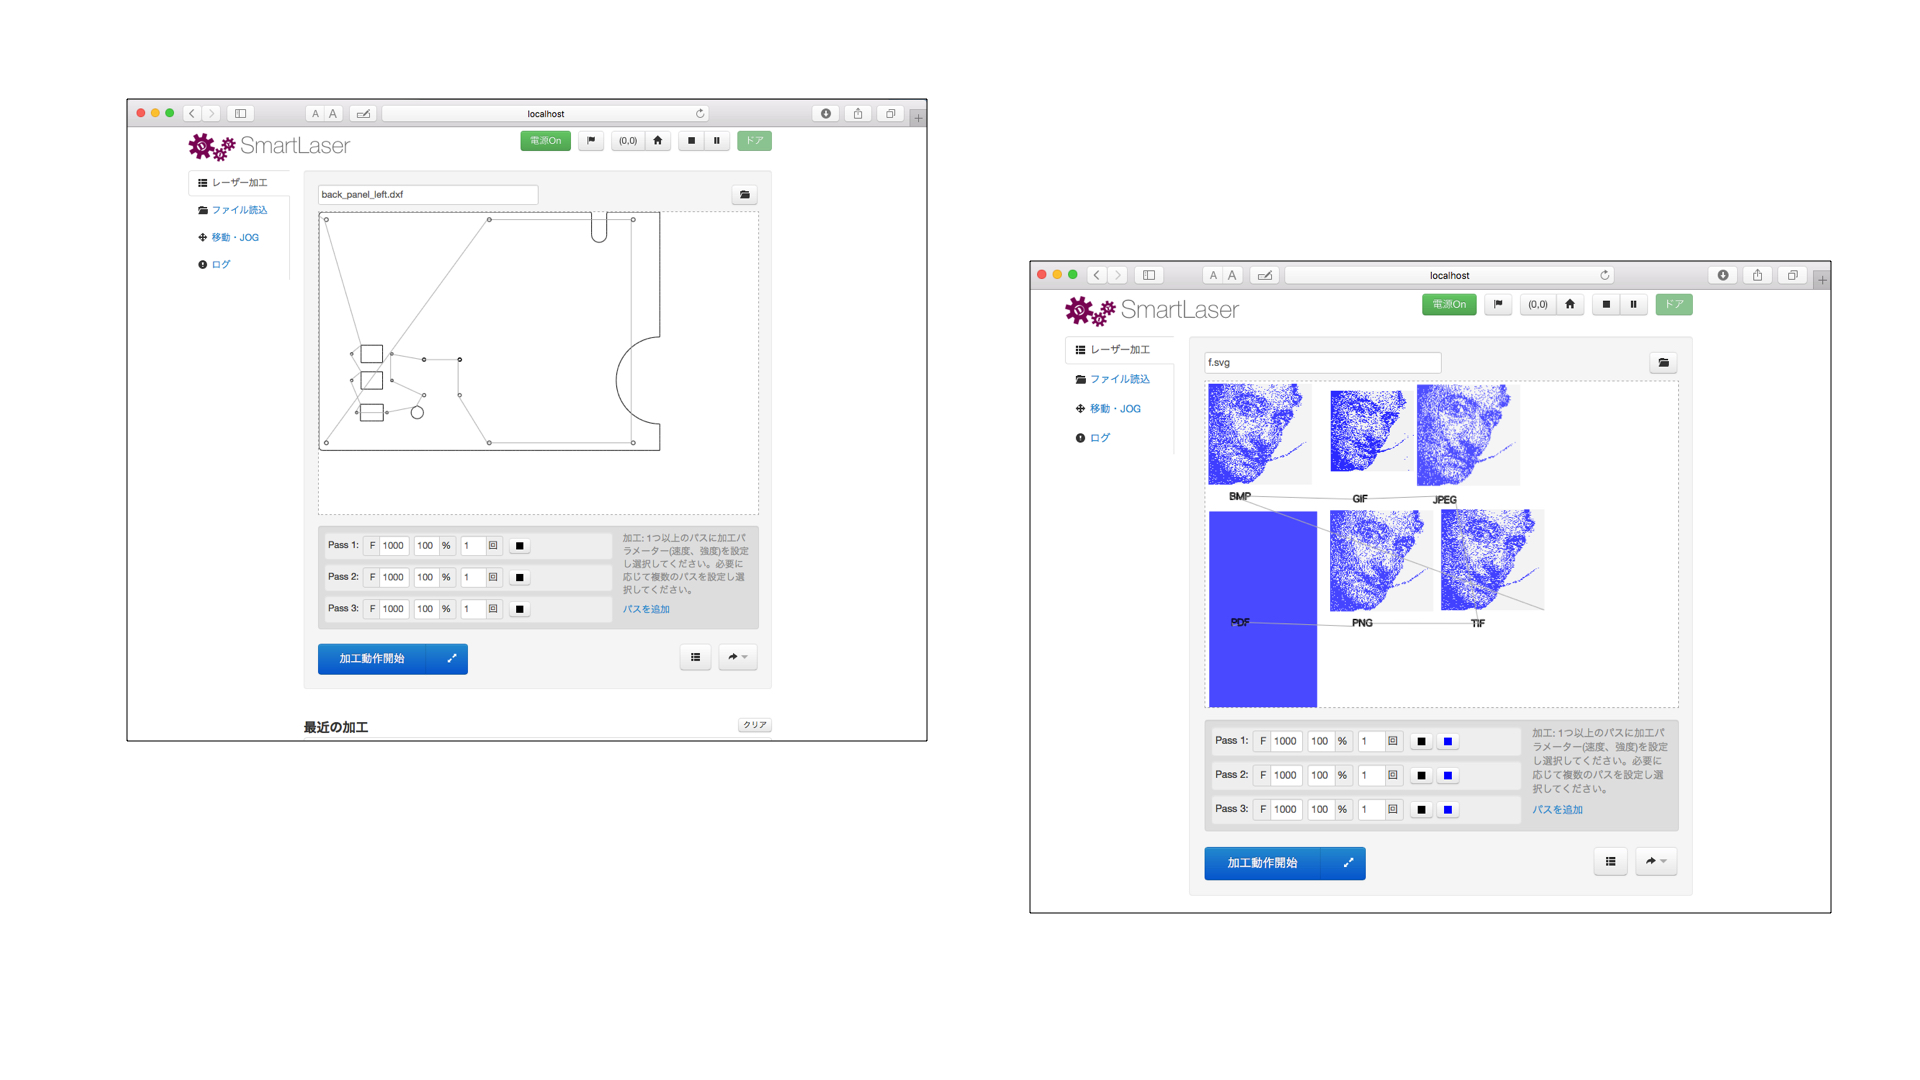 localhost
SmartLaser
電源On
(0,0)
ドア
レーザー加工
ファイル読込
移動・JOG
ログ
back_panel_left.dxf
Pass 1: F 1000 100 % 1 回
Pass 2: F 1000 100 % 1 回
Pass 3: F 1000 100 % 1 回
加工: 1つ以上のパスに加工パ
ラメーター(速度、強度)を設定
し選択してください。必要に
応じて複数のパスを設定し選
択してください。
パスを追加
加工動作開始
最近の加工
クリア
localhost
SmartLaser
電源On
(0,0)
ドア
レーザー加工
ファイル読込
移動・JOG
ログ
f.svg
BMP
GIF
JPEG
PDF
PNG
TIF
Pass 1: F 1000 100 % 1 回
Pass 2: F 1000 100 % 1 回
Pass 3: F 1000 100 % 1 回
加工: 1つ以上のパスに加工パ
ラメーター(速度、強度)を設定
し選択してください。必要に
応じて複数のパスを設定し選
択してください。
パスを追加
加工動作開始